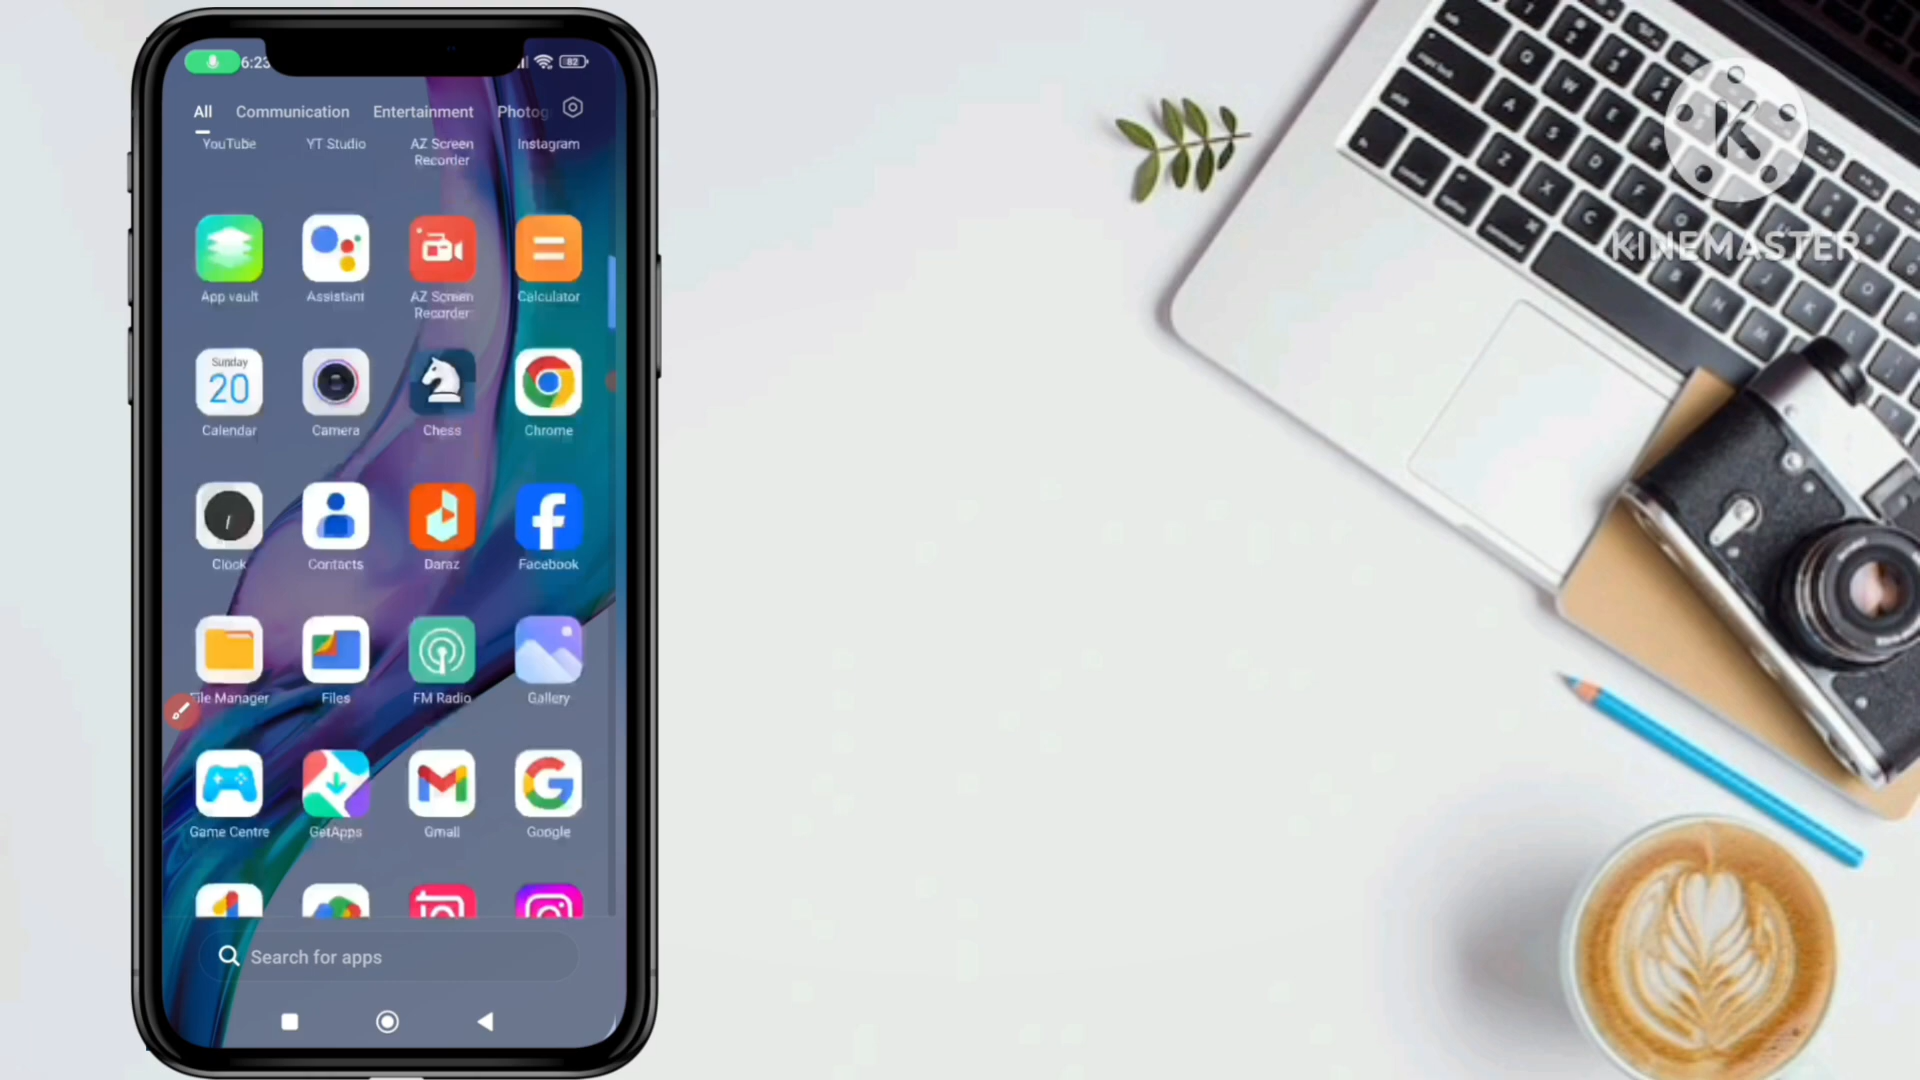 6:23
82
All Communication Entertainment Photog
YouTube YT Studio AZ Screen Recorder Instagram
App vault Assistant AZ Screen Recorder Calculator
Sunday
20
Calendar Camera Chess Chrome
Clock Contacts Daraz Facebook
File Manager Files FM Radio Gallery
Game Centre GetApps Gmail Google
Search for apps
KINEMASTER